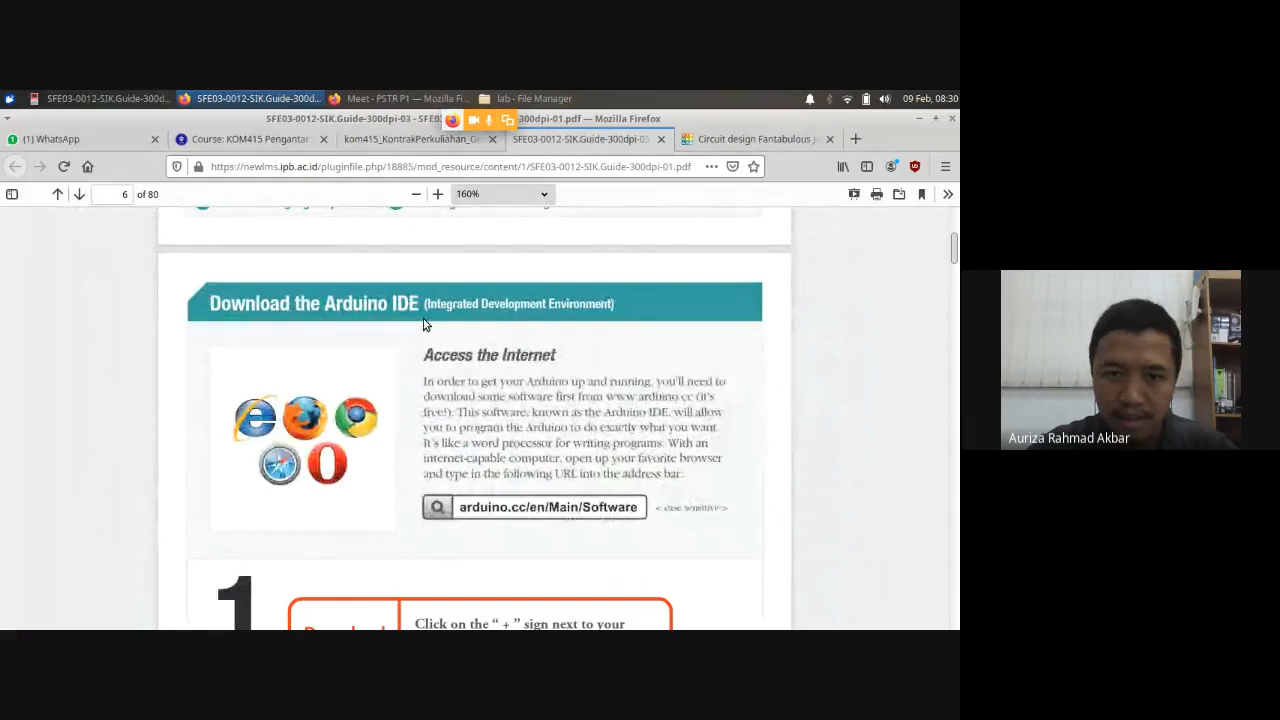 SFE03-0012-SIK.Guide-300d...
SFE03-0012-SIK.Guide-300d...
Meet - PSTR P1 — Mozilla Fi...
lab - File Manager
09 Feb, 08:30
SFE03-0012-SIK.Guide-300dpi-03 - SFE
300dpi-01.pdf — Mozilla Firefox
(1) WhatsApp
Course: KOM415 Pengantar
kom415_KontrakPerkuliahan_Ge
SFE03-0012-SIK.Guide-300dpi-03
Circuit design Fantabulous
https://newlms.ipb.ac.id/pluginfile.php/18885/mod_resource/content/1/SFE03-0012-SIK.Guide-300dpi-01.pdf
6 of 80
160%
Download the Arduino IDE (Integrated Development Environment)
Access the Internet
In order to get your Arduino up and running, you'll need to
download some software first from www.arduino.cc (it's
free!). This software, known as the Arduino IDE, will allow
you to program the Arduino to do exactly what you want.
It's like a word processor for writing programs. With an
internet-capable computer, open up your favorite browser
and type in the following URL into the address bar:
arduino.cc/en/Main/Software
< case sensitive >
1
Click on the “ + ” sign next to your
Auriza Rahmad Akbar